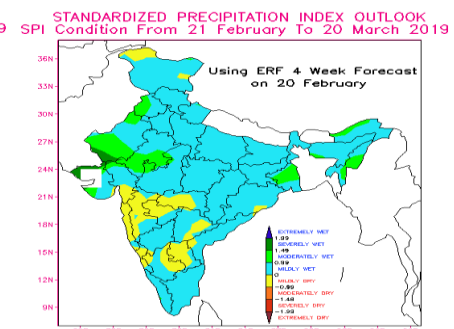 STANDARDIZED PRECIPITATION INDEX OUTLOOK
9 SPI Condition From 21 February To 20 March 2019
Using ERF 4 Week Forecast
on 20 February
36N
33N
30N
27N
24N
21N
18N
15N
12N
9N
EXTREMELY WET
1.99
SEVERELY WET
1.49
MODERATELY WET
0.99
MILDLY WET
0
MILDLY DRY
-0.99
MODERATELY DRY
-1.49
SEVERELY DRY
-1.99
EXTREMELY DRY